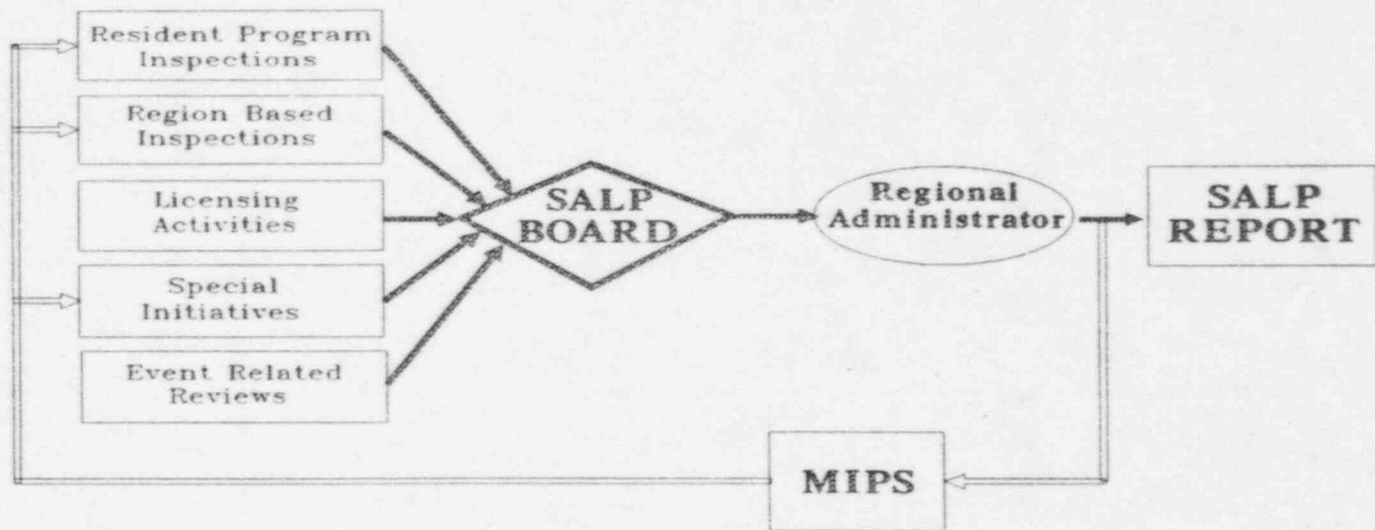 Resident Program
Inspections
Region Based
Inspections
Licensing
Activities
Special
Initiatives
Event Related
Reviews
SALP
BOARD
Regional
Administrator
SALP
REPORT
MIPS